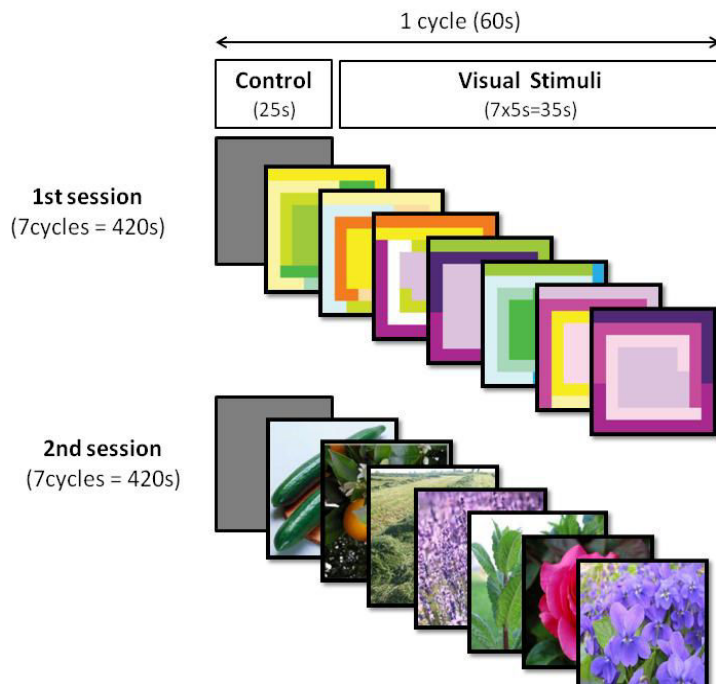 1 cycle (60s)
Control
(25s)
Visual Stimuli
(7x5s=35s)
1st session
(7cycles = 420s)
2nd session
(7cycles = 420s)